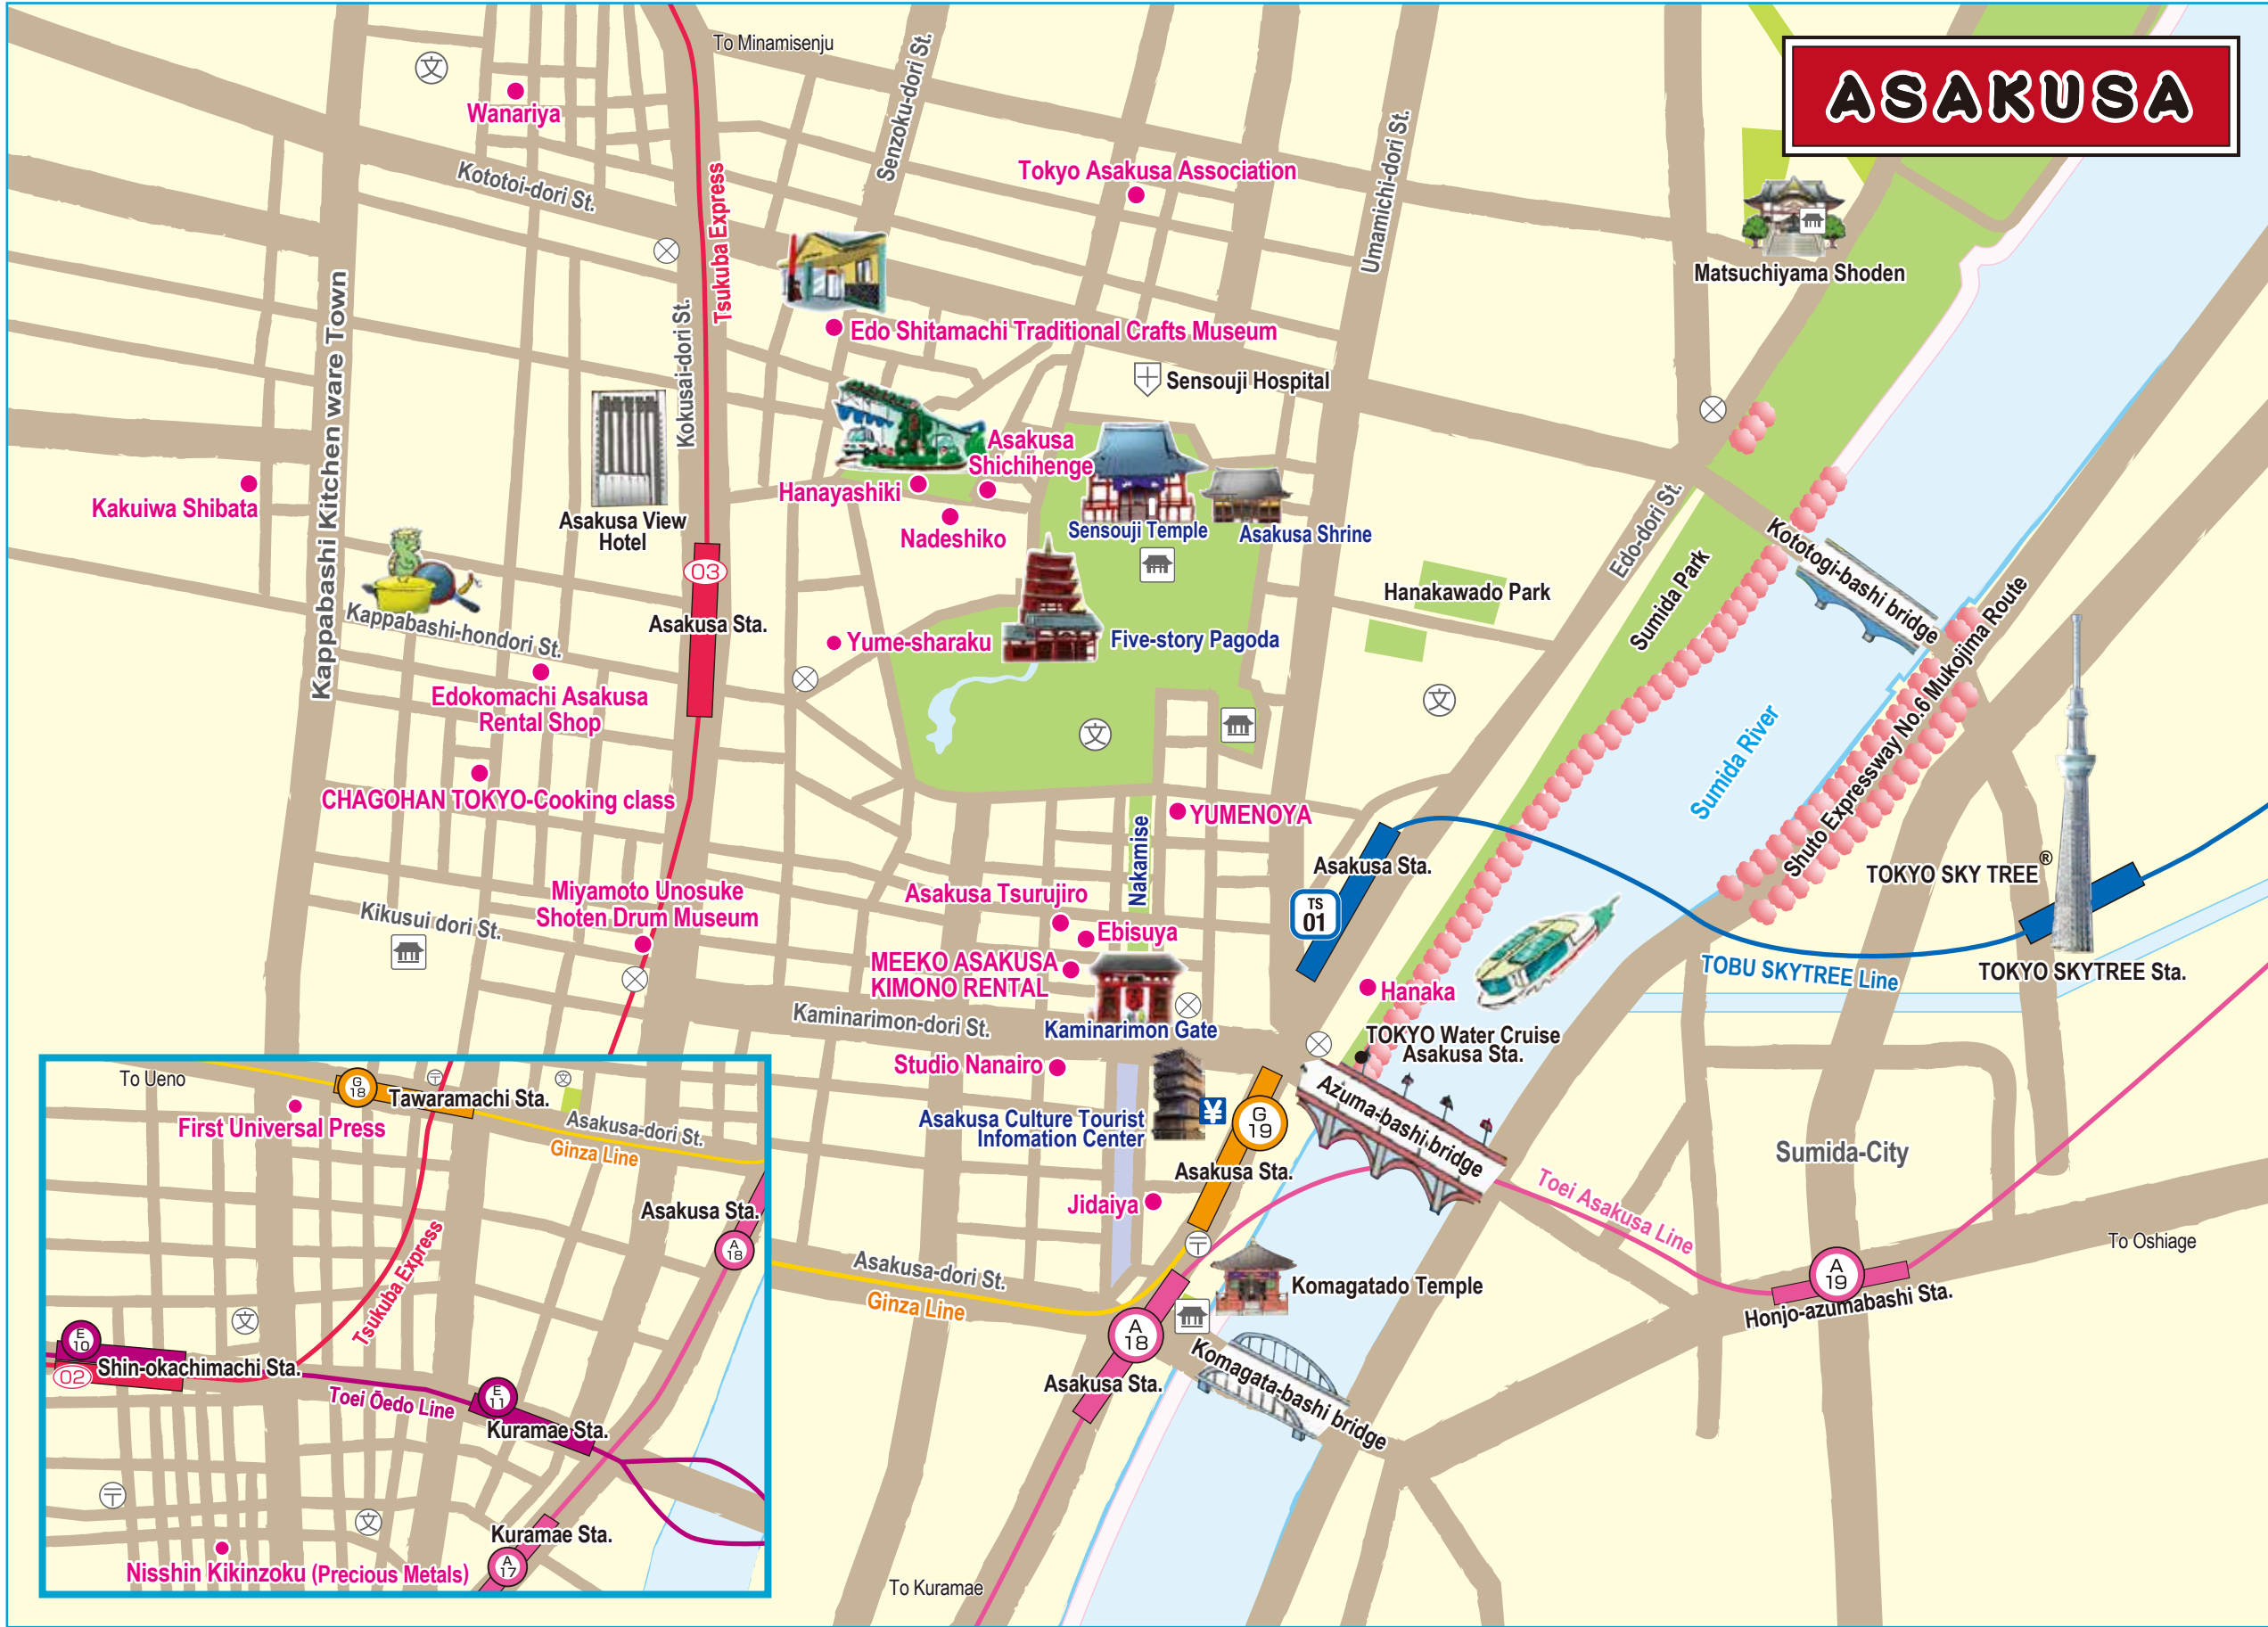 ASAKUSA
To Minamisenju
Senzoku-dori St.
Umamichi-dori St.
文
Wanariya
Kototoi-dori St.
Tsukuba Express
Tokyo Asakusa Association
Matsuchiyama Shoden
Kappabashi Kitchen ware Town
Kokusai-dori St.
Edo Shitamachi Traditional Crafts Museum
Sensouji Hospital
Asakusa
Shichihenge
Hanayashiki
Nadeshiko
Kakuiwa Shibata
Asakusa View
Hotel
Sensouji Temple
Asakusa Shrine
Edo-dori St.
Kototogi-bashi bridge
03
Asakusa Sta.
Kappabashi-hondori St.
Hanakawado Park
Sumida Park
Yume-sharaku
Five-story Pagoda
Shuto Expressway No.6 Mukojima Route
Edokomachi Asakusa
Rental Shop
文
文
Sumida River
CHAGOHAN TOKYO-Cooking class
YUMENOYA
Nakamise
Asakusa Sta.
TS
01
TOKYO SKY TREE®
Miyamoto Unosuke
Shoten Drum Museum
Asakusa Tsurujiro
Ebisuya
Kikusui dori St.
MEEKO ASAKUSA
KIMONO RENTAL
Hanaka
TOBU SKYTREE Line
TOKYO SKYTREE Sta.
Kaminarimon-dori St.
Kaminarimon Gate
TOKYO Water Cruise
Asakusa Sta.
Studio Nanairo
Azuma-bashi bridge
Asakusa Culture Tourist
Infomation Center
¥
G
19
Asakusa Sta.
Sumida-City
Jidaiya
Toei Asakusa Line
To Oshiage
Asakusa-dori St.
Ginza Line
〒
Komagatado Temple
A
19
Honjo-azumabashi Sta.
A
18
Asakusa Sta.
Komagata-bashi bridge
To Kuramae
To Ueno
G
18
Tawaramachi Sta.
〒
文
First Universal Press
Asakusa-dori St.
Ginza Line
Asakusa Sta.
A
18
Tsukuba Express
文
E
10
02
Shin-okachimachi Sta.
Toei Ōedo Line
E
11
Kuramae Sta.
〒
文
Kuramae Sta.
A
17
Nisshin Kikinzoku (Precious Metals)